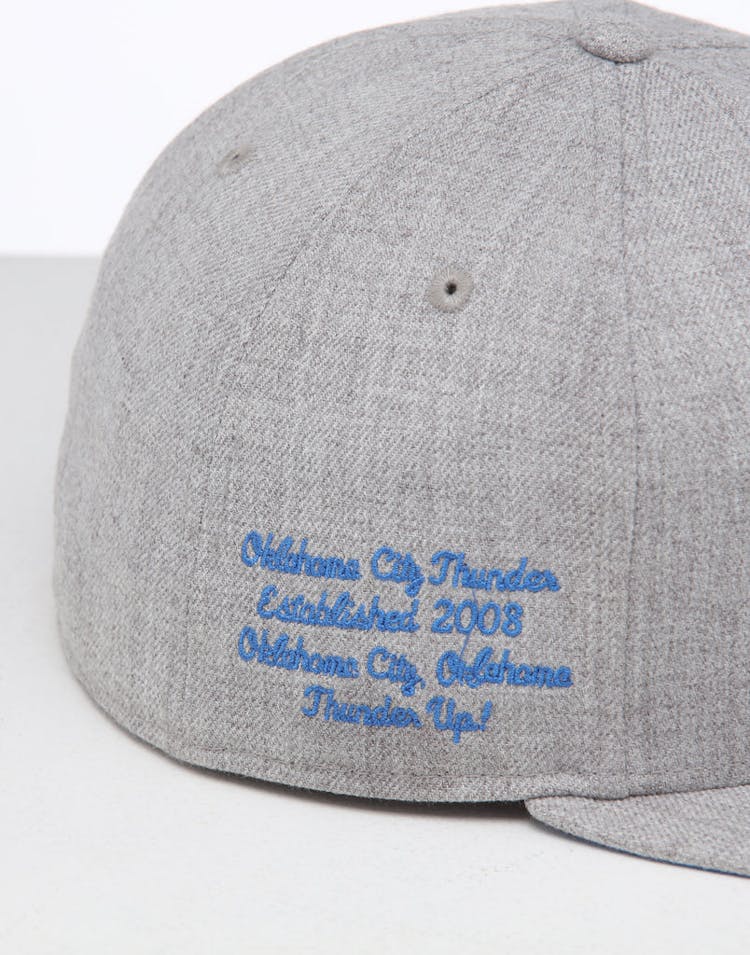 Oklahoma City Thunder
Established 2008
Oklahoma City, Oklahoma
Thunder Up!